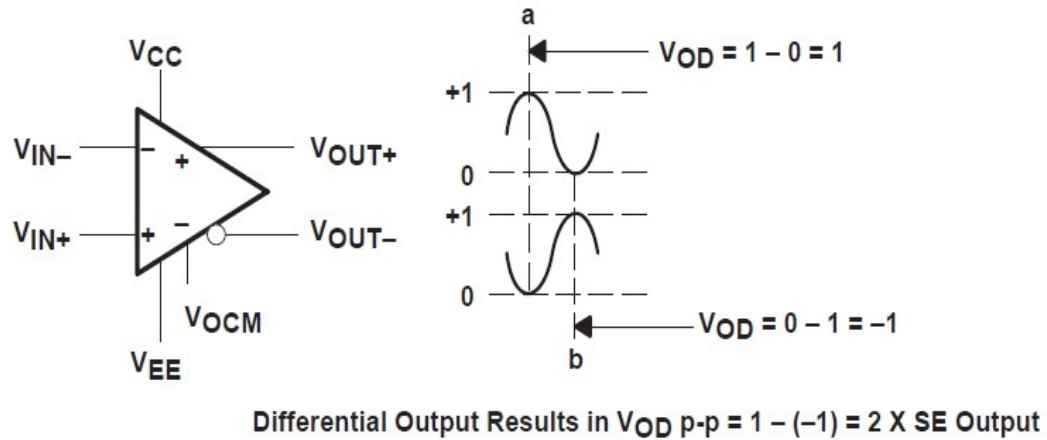 a
VCC
VOD = 1 – 0 = 1
+1
VIN–
–
+
VOUT+
0
+1
VIN+
+
–
VOUT–
0
VOCM
VOD = 0 – 1 = –1
VEE
b
Differential Output Results in VOD p-p = 1 – (–1) = 2 X SE Output